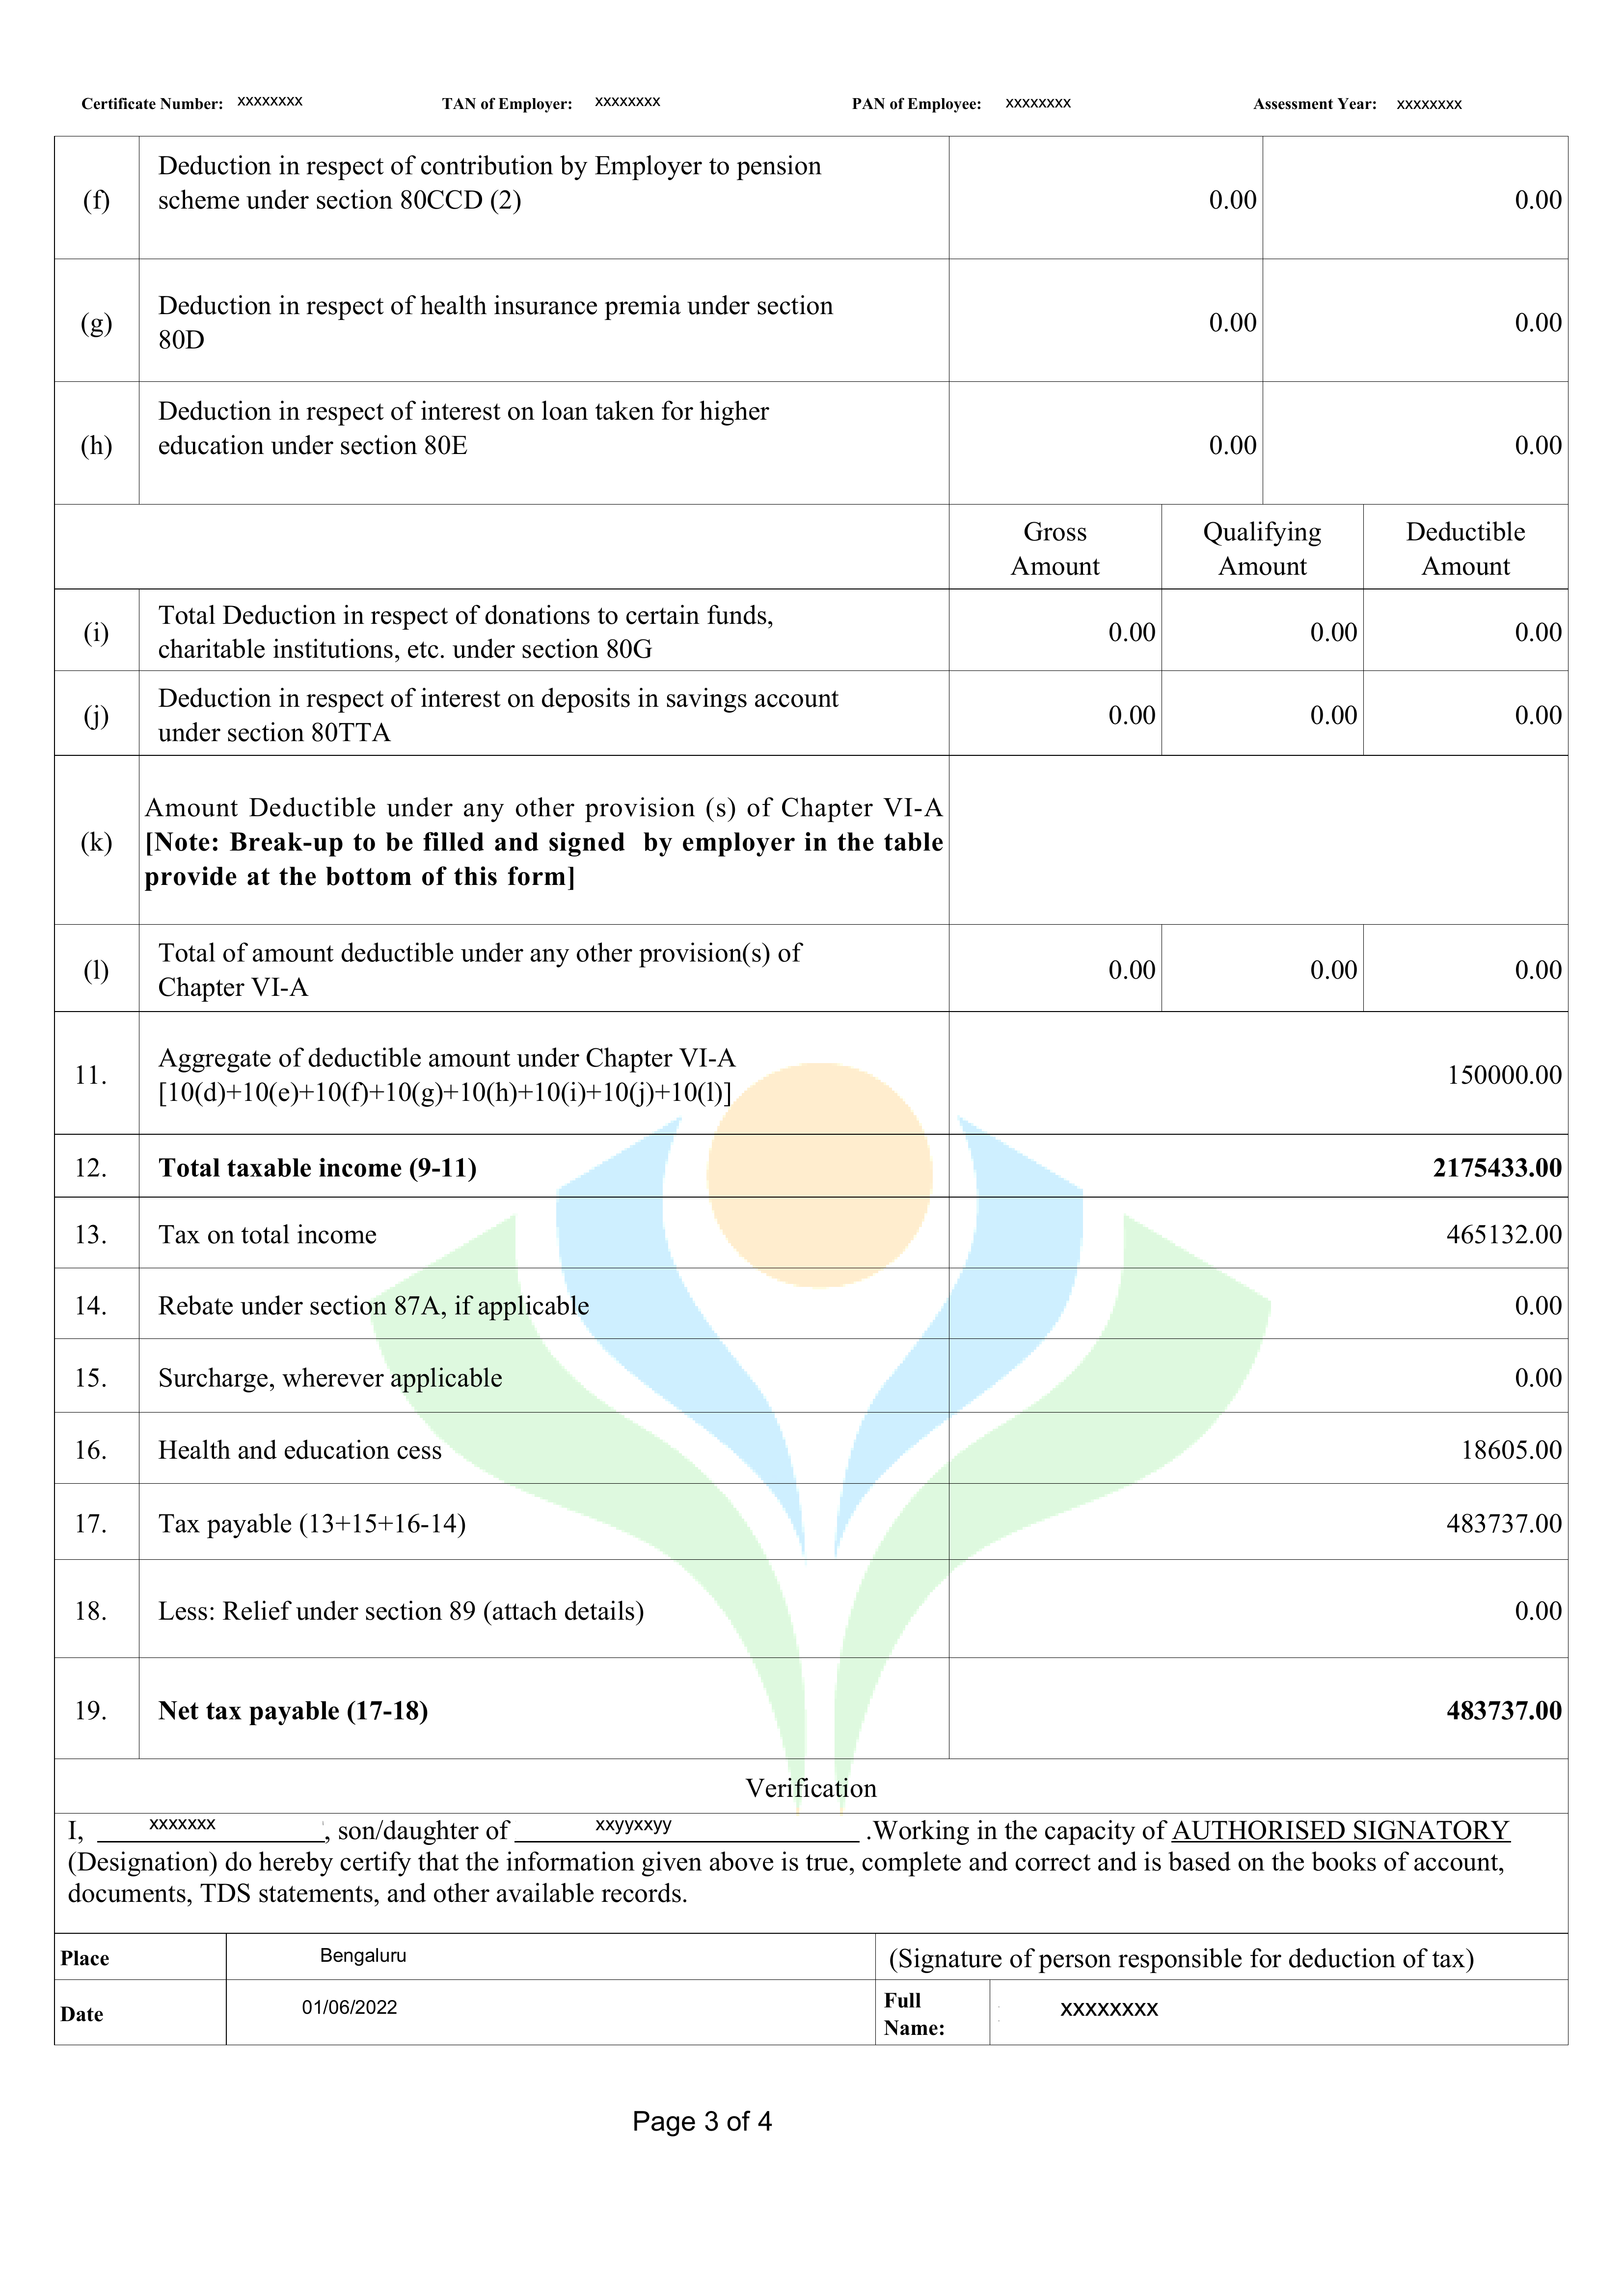 Certificate Number: xxxxxxxx TAN of Employer: xxxxxxxx PAN of Employee: xxxxxxxx Assessment Year: xxxxxxxx
(f) Deduction in respect of contribution by Employer to pension
scheme under section 80CCD (2) 0.00 0.00
(g) Deduction in respect of health insurance premia under section
80D 0.00 0.00
(h) Deduction in respect of interest on loan taken for higher
education under section 80E 0.00 0.00
Gross Qualifying Deductible
Amount Amount Amount
(i) Total Deduction in respect of donations to certain funds,
charitable institutions, etc. under section 80G 0.00 0.00 0.00
(j) Deduction in respect of interest on deposits in savings account
under section 80TTA 0.00 0.00 0.00
Amount Deductible under any other provision (s) of Chapter VI-A
(k) [Note: Break-up to be filled and signed by employer in the table
provide at the bottom of this form]
(l) Total of amount deductible under any other provision(s) of
Chapter VI-A 0.00 0.00 0.00
11. Aggregate of deductible amount under Chapter VI-A
[10(d)+10(e)+10(f)+10(g)+10(h)+10(i)+10(j)+10(l)] 150000.00
12. Total taxable income (9-11) 2175433.00
13. Tax on total income 465132.00
14. Rebate under section 87A, if applicable 0.00
15. Surcharge, wherever applicable 0.00
16. Health and education cess 18605.00
17. Tax payable (13+15+16-14) 483737.00
18. Less: Relief under section 89 (attach details) 0.00
19. Net tax payable (17-18) 483737.00
Verification
I, xxxxxxx, son/daughter of xxyyxxyy .Working in the capacity of AUTHORISED SIGNATORY
(Designation) do hereby certify that the information given above is true, complete and correct and is based on the books of account,
documents, TDS statements, and other available records.
Place Bengaluru (Signature of person responsible for deduction of tax)
Date 01/06/2022 Full
Name: xxxxxxxx
Page 3 of 4